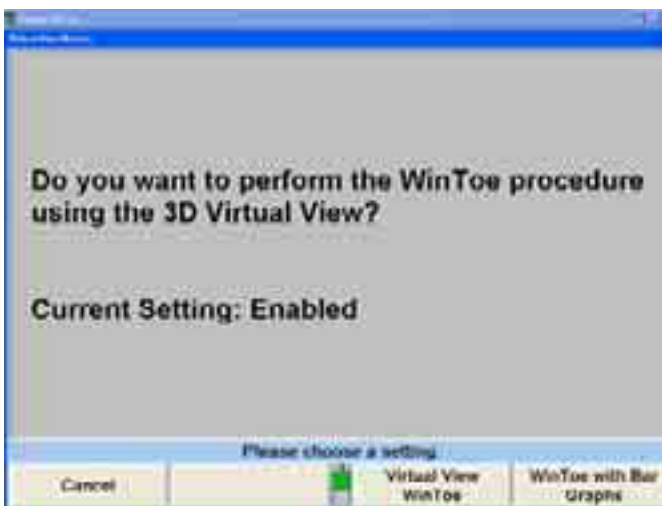 Do you want to perform the WinToe procedure
using the 3D Virtual View?
Current Setting: Enabled
Please choose a setting
Cancel
Virtual View
WinToe
WinToe with Bar
Graphs